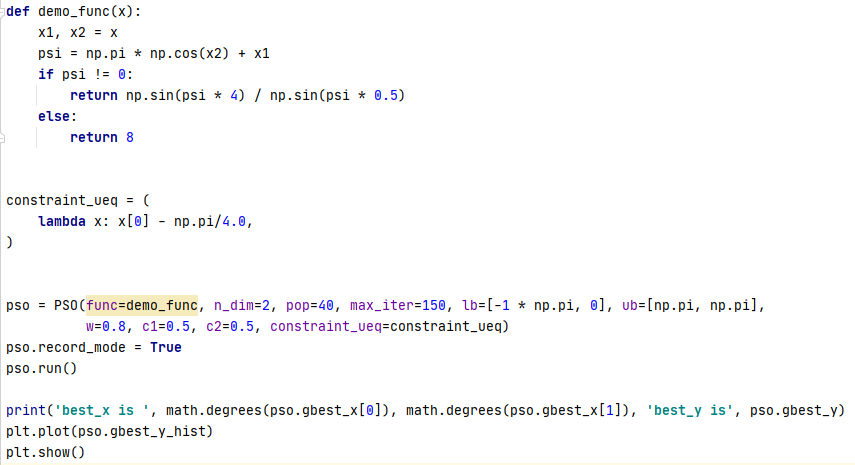 def demo_func(x):
    x1, x2 = x
    psi = np.pi * np.cos(x2) + x1
    if psi != 0:
        return np.sin(psi * 4) / np.sin(psi * 0.5)
    else:
        return 8
constraint_ueq = (
    lambda x: x[0] - np.pi/4.0,
)
pso = PSO(func=demo_func, n_dim=2, pop=40, max_iter=150, lb=[-1 * np.pi, 0], ub=[np.pi, np.pi],
          w=0.8, c1=0.5, c2=0.5, constraint_ueq=constraint_ueq)
pso.record_mode = True
pso.run()
print('best_x is ', math.degrees(pso.gbest_x[0]), math.degrees(pso.gbest_x[1]), 'best_y is', pso.gbest_y)
plt.plot(pso.gbest_y_hist)
plt.show()